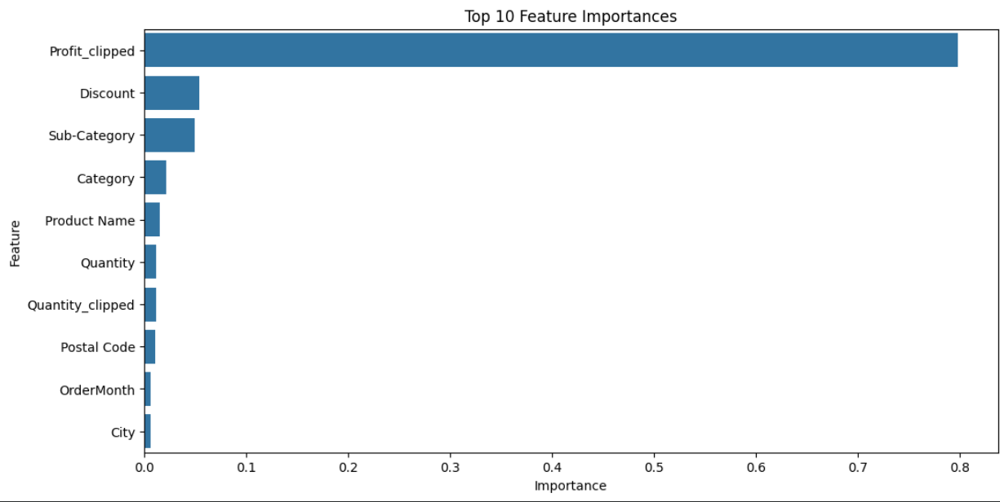 Top 10 Feature Importances
Profit_clipped
Discount
Sub-Category
Category
Product Name
Quantity
Quantity_clipped
Postal Code
OrderMonth
City
Feature
0.0 0.1 0.2 0.3 0.4 0.5 0.6 0.7 0.8
Importance